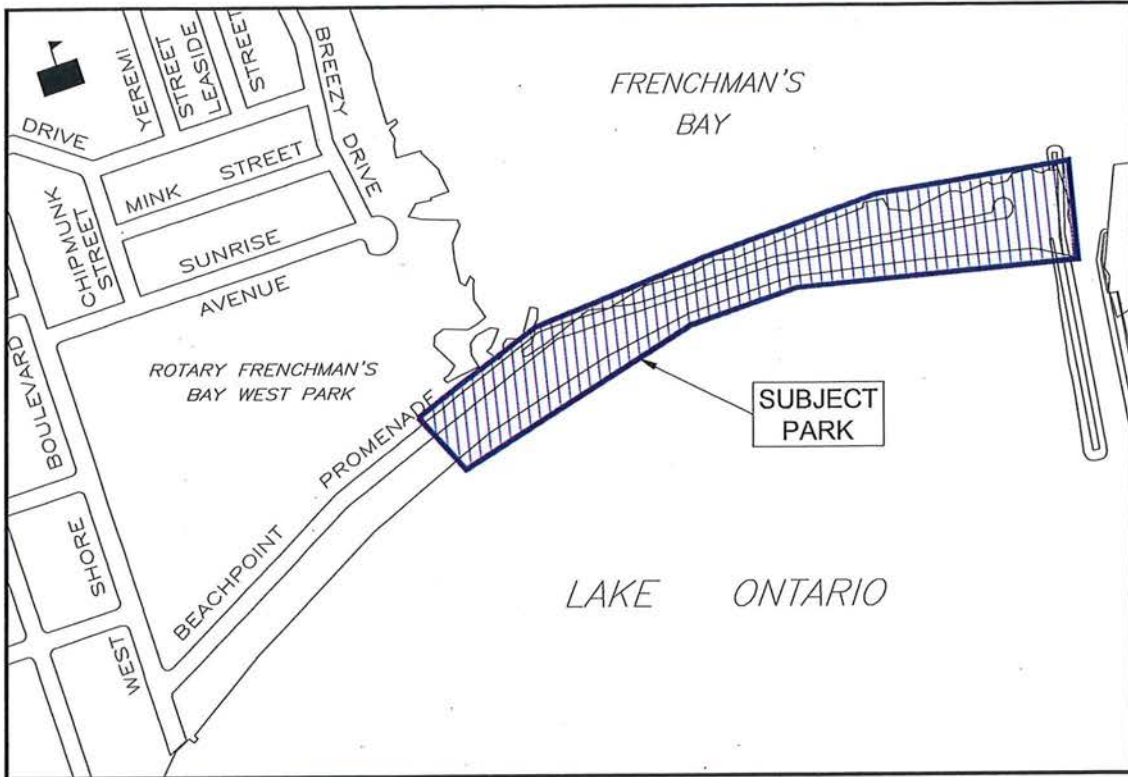 FRENCHMAN'S
BAY
YEREMI
STREET
LEASIDE
STREET
BREEZY
DRIVE
DRIVE
MINK STREET
CHIPMUNK
STREET
SUNRISE
AVENUE
ROTARY FRENCHMAN'S
BAY WEST PARK
BOULEVARD
SHORE
WEST
BEACHPOINT PROMENADE
SUBJECT
PARK
LAKE ONTARIO